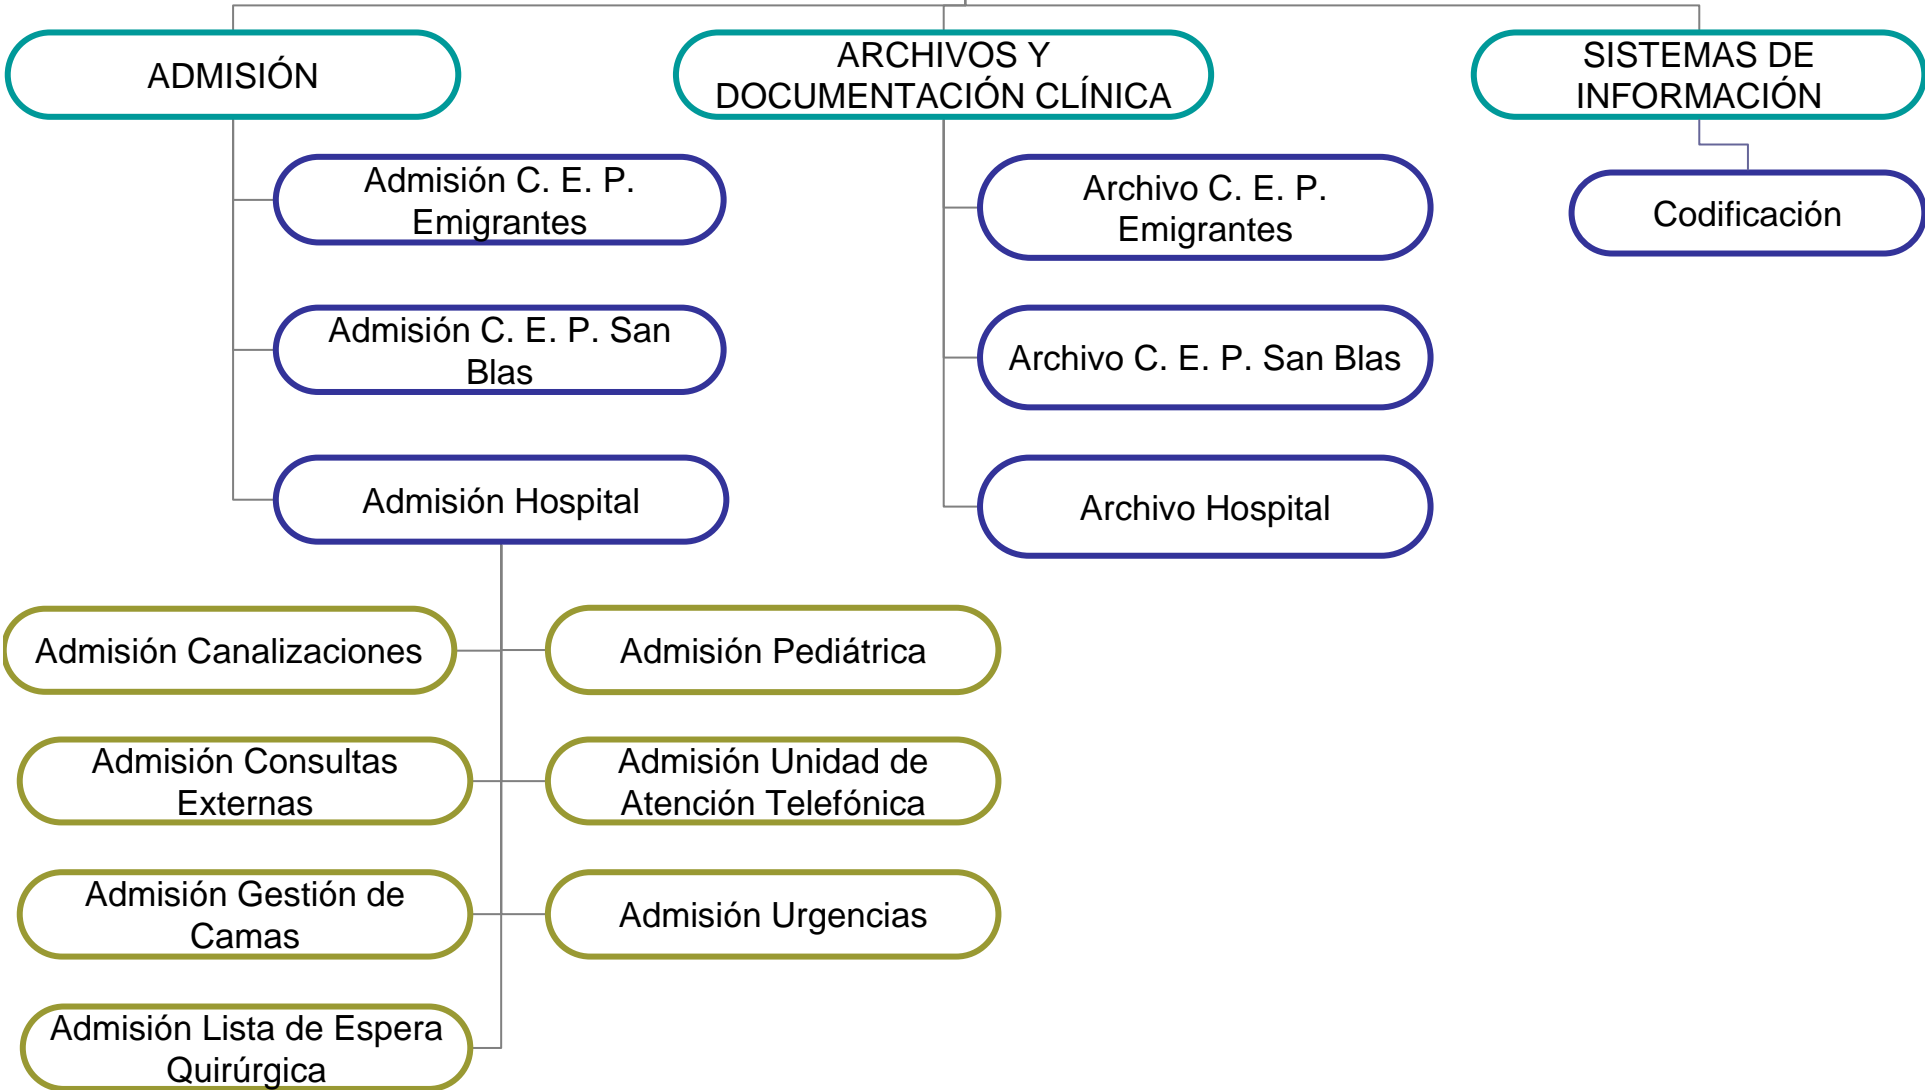 ADMISIÓN
ARCHIVOS Y
DOCUMENTACIÓN CLÍNICA
SISTEMAS DE
INFORMACIÓN
Admisión C. E. P.
Emigrantes
Admisión C. E. P. San
Blas
Admisión Hospital
Archivo C. E. P.
Emigrantes
Archivo C. E. P. San Blas
Archivo Hospital
Codificación
Admisión Canalizaciones
Admisión Pediátrica
Admisión Consultas
Externas
Admisión Unidad de
Atención Telefónica
Admisión Gestión de
Camas
Admisión Urgencias
Admisión Lista de Espera
Quirúrgica